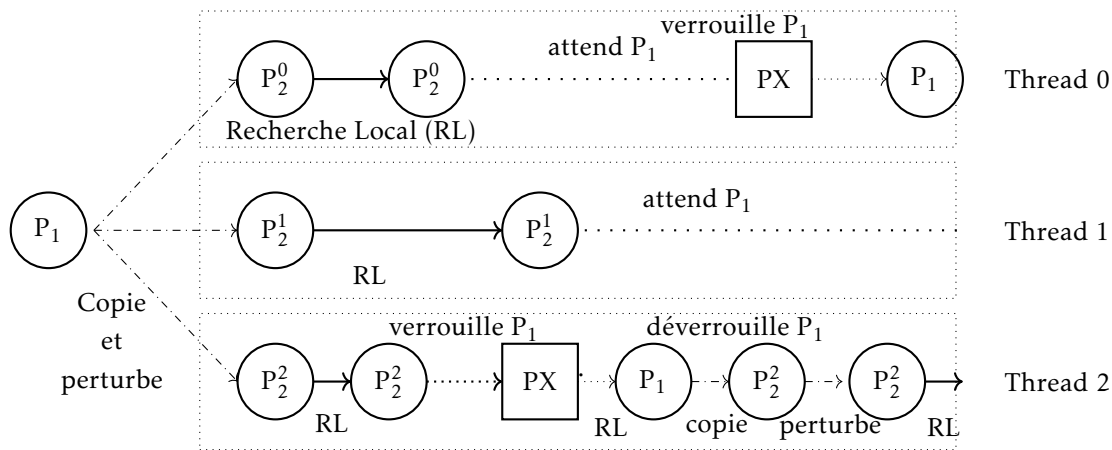 verrouille P₁
attend P₁
P₂⁰ P₂⁰ PX P₁ Thread 0
Recherche Local (RL)
attend P₁
P₁ P₂¹ P₂¹ Thread 1
RL
Copie
et
perturbe
verrouille P₁ déverrouille P₁
P₂² P₂² PX P₁ P₂² P₂² Thread 2
RL RL copie perturbe RL